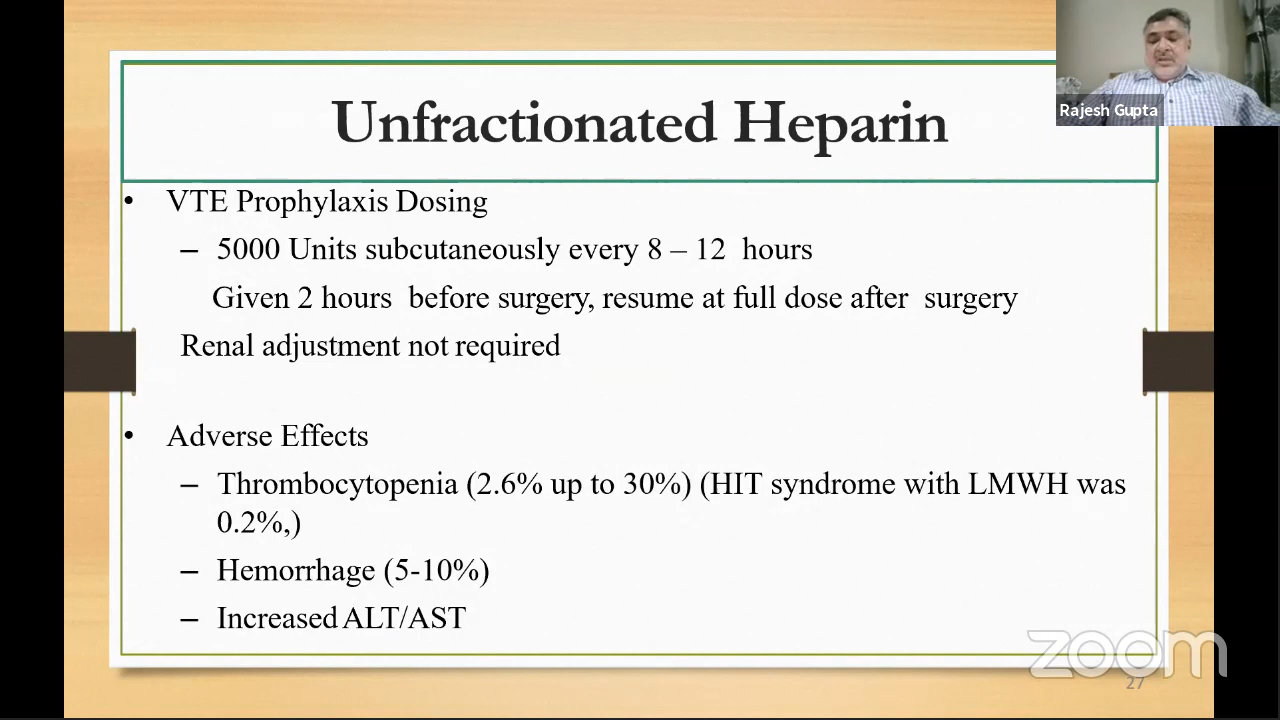 Unfractionated Heparin
Rajesh Gupta
• VTE Prophylaxis Dosing
– 5000 Units subcutaneously every 8 – 12 hours
Given 2 hours before surgery, resume at full dose after surgery
Renal adjustment not required
• Adverse Effects
– Thrombocytopenia (2.6% up to 30%) (HIT syndrome with LMWH was
0.2%,)
– Hemorrhage (5-10%)
– Increased ALT/AST
zoom
27